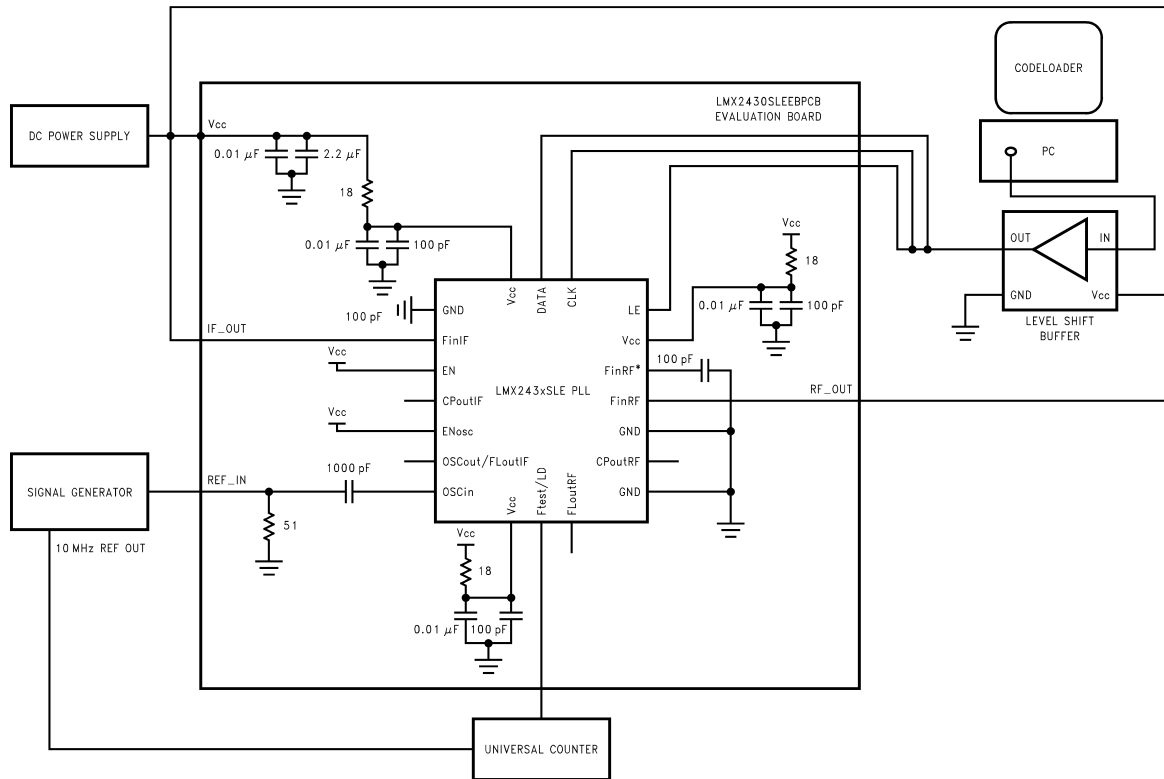 CODELOADER
LMX2430SLEEBPCB
EVALUATION BOARD
DC POWER SUPPLY
Vcc
PC
0.01 µF
2.2 µF
18
Vcc
OUT
IN
0.01 µF
100 pF
18
GND
Vcc
LEVEL SHIFT
BUFFER
Vcc
DATA
CLK
0.01 µF
100 pF
100 pF
GND
LE
IF_OUT
FinIF
Vcc
Vcc
EN
100 pF
FinRF*
LMX243xSLE PLL
RF_OUT
CPoutIF
FinRF
Vcc
ENosc
GND
OSCout/FLoutIF
CPoutRF
SIGNAL GENERATOR
REF_IN
1000 pF
OSCin
GND
Vcc
Ftest/LD
FLoutRF
51
10 MHz REF OUT
Vcc
18
0.01 µF
100 pF
UNIVERSAL COUNTER